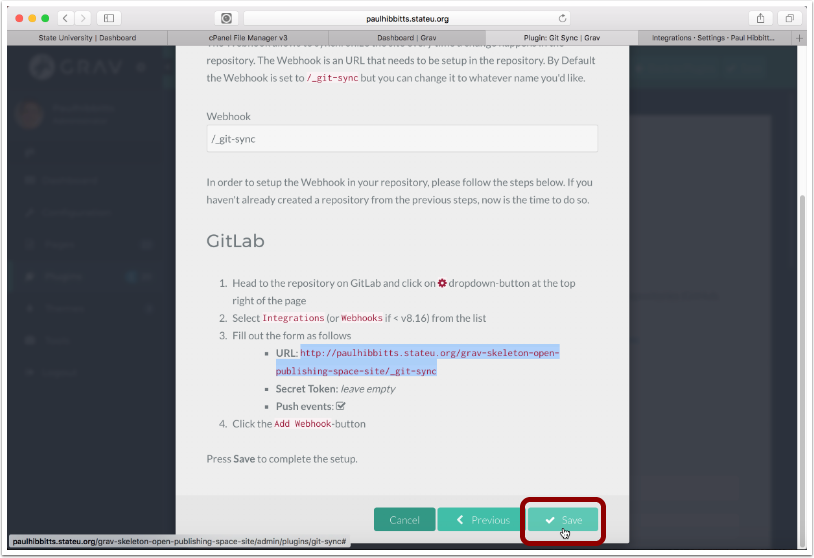 paulhibbitts.stateu.org
State University | Dashboard
cPanel File Manager v3
Dashboard | Grav
Plugin: Git Sync | Grav
Integrations · Settings · Paul Hibbitt...
repository. The Webhook is an URL that needs to be setup in the repository. By Default
the Webhook is set to /_git-sync but you can change it to whatever name you'd like.
GRAV
Webhook
/_git-sync
In order to setup the Webhook in your repository, please follow the steps below. If you
haven't already created a repository from the previous steps, now is the time to do so.
GitLab
1. Head to the repository on GitLab and click on dropdown-button at the top
right of the page
2. Select Integrations (or Webhooks if < v8.16) from the list
3. Fill out the form as follows
URL: http://paulhibbitts.stateu.org/grav-skeleton-open-
publishing-space-site/_git-sync
Secret Token: leave empty
Push events:
4. Click the Add Webhook-button
Press Save to complete the setup.
Cancel
Previous
Save
paulhibbitts.stateu.org/grav-skeleton-open-publishing-space-site/admin/plugins/git-sync#